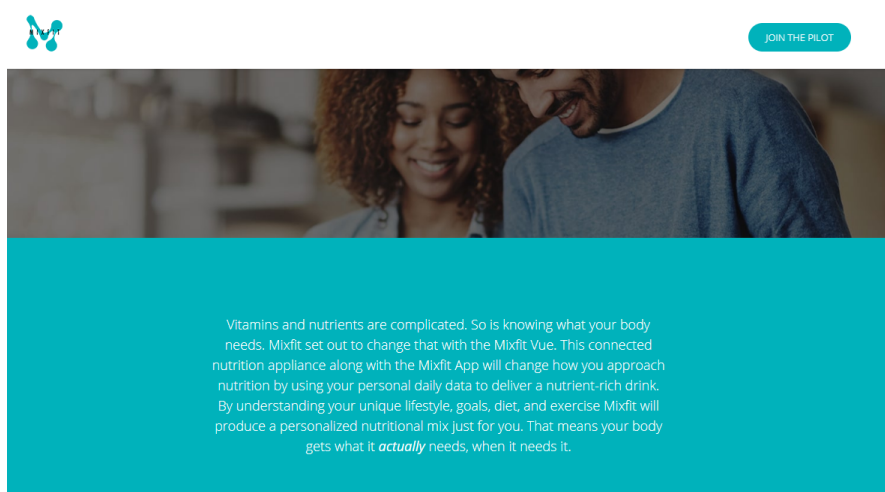 MIXFIT
JOIN THE PILOT
Vitamins and nutrients are complicated. So is knowing what your body
needs. Mixfit set out to change that with the Mixfit Vue. This connected
nutrition appliance along with the Mixfit App will change how you approach
nutrition by using your personal daily data to deliver a nutrient-rich drink.
By understanding your unique lifestyle, goals, diet, and exercise Mixfit will
produce a personalized nutritional mix just for you. That means your body
gets what it actually needs, when it needs it.